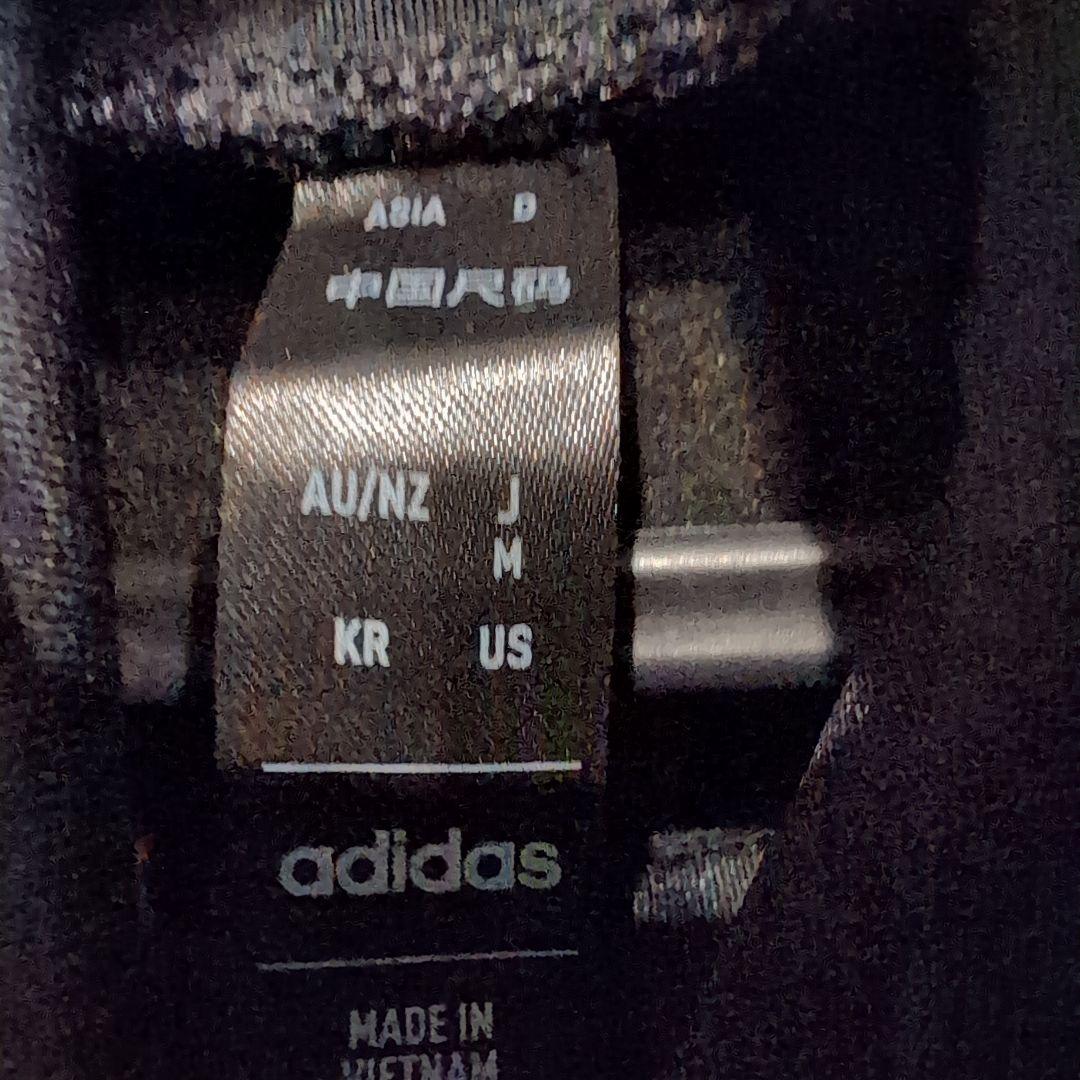 ASIA D
中国尺码
AU/NZ J
M
KR US
adidas
MADE IN
VIETNAM